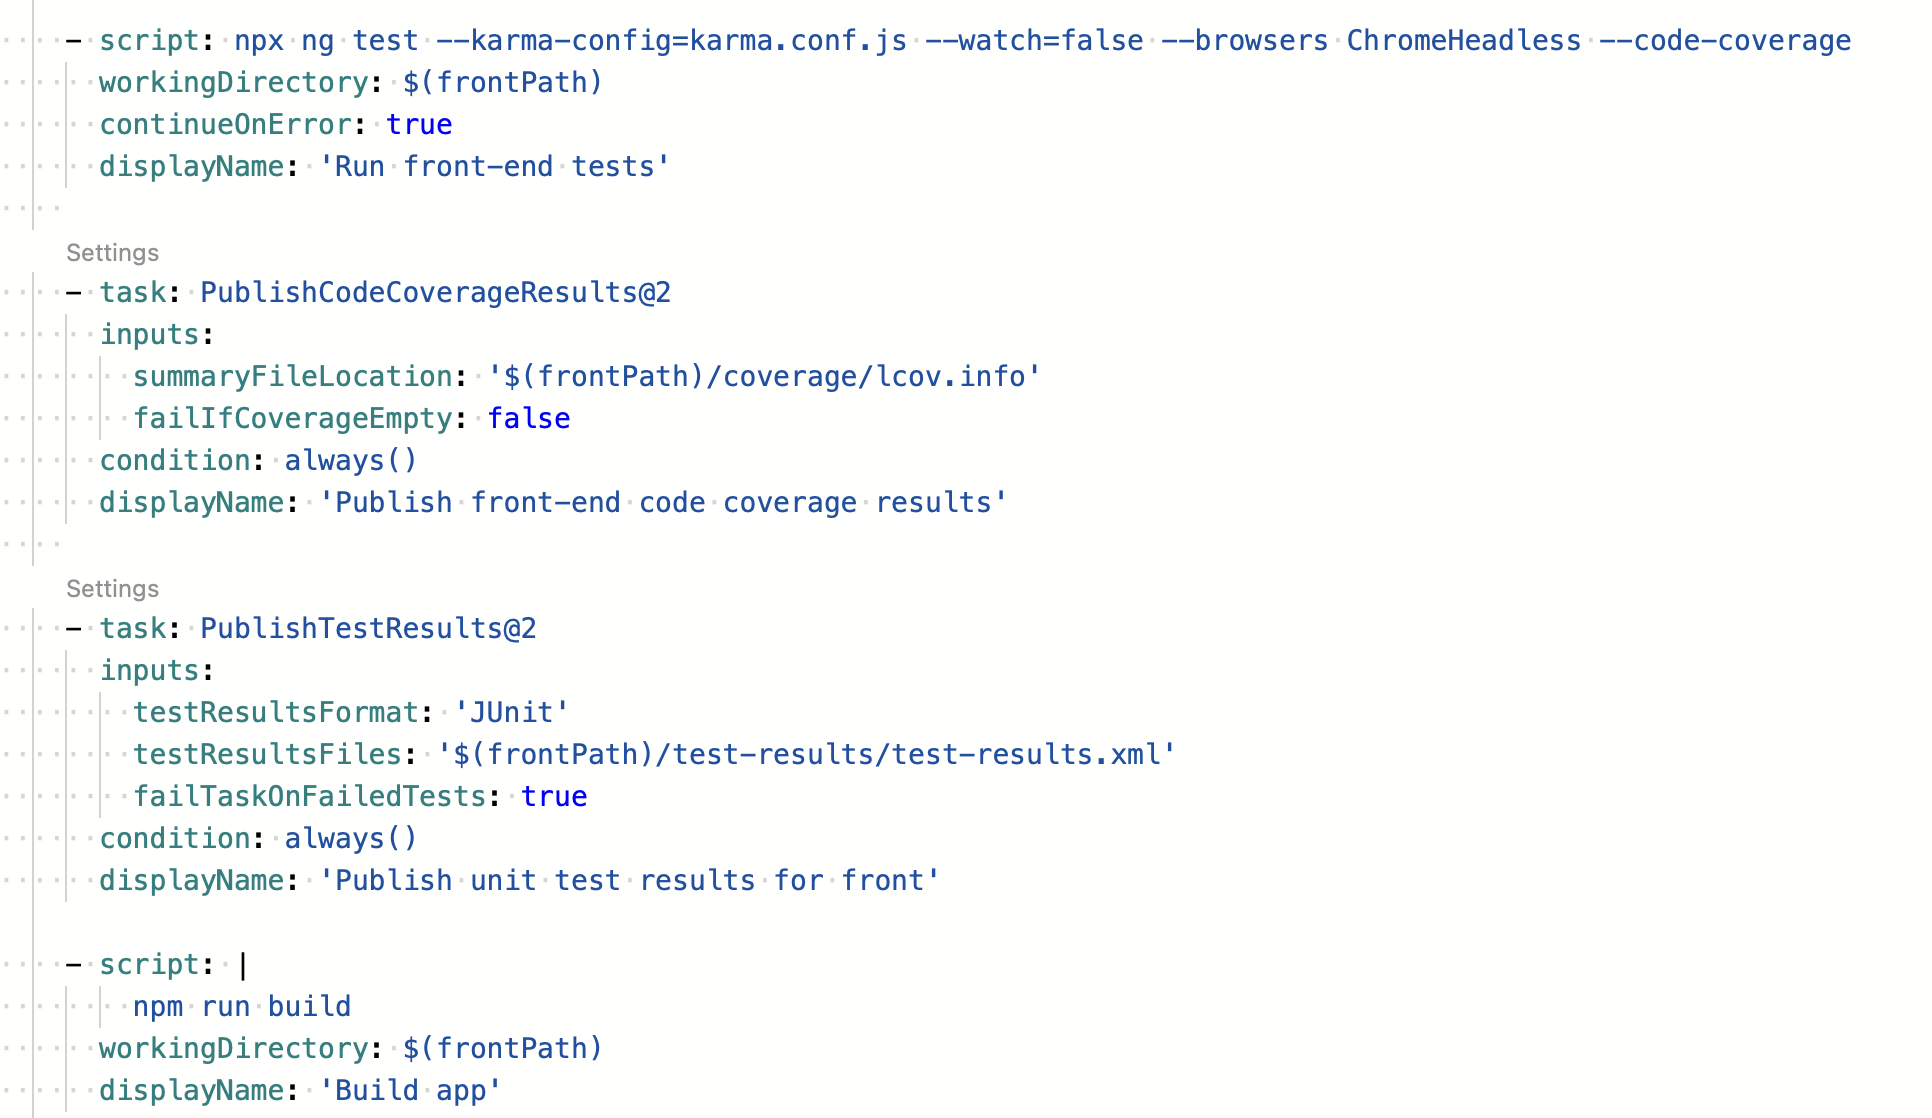 - script: npx ng test --karma-config=karma.conf.js --watch=false --browsers ChromeHeadless --code-coverage
workingDirectory: $(frontPath)
continueOnError: true
displayName: 'Run front-end tests'
Settings
- task: PublishCodeCoverageResults@2
inputs:
summaryFileLocation: '$(frontPath)/coverage/lcov.info'
failIfCoverageEmpty: false
condition: always()
displayName: 'Publish front-end code coverage results'
Settings
- task: PublishTestResults@2
inputs:
testResultsFormat: 'JUnit'
testResultsFiles: '$(frontPath)/test-results/test-results.xml'
failTaskOnFailedTests: true
condition: always()
displayName: 'Publish unit test results for front'
- script: |
npm run build
workingDirectory: $(frontPath)
displayName: 'Build app'